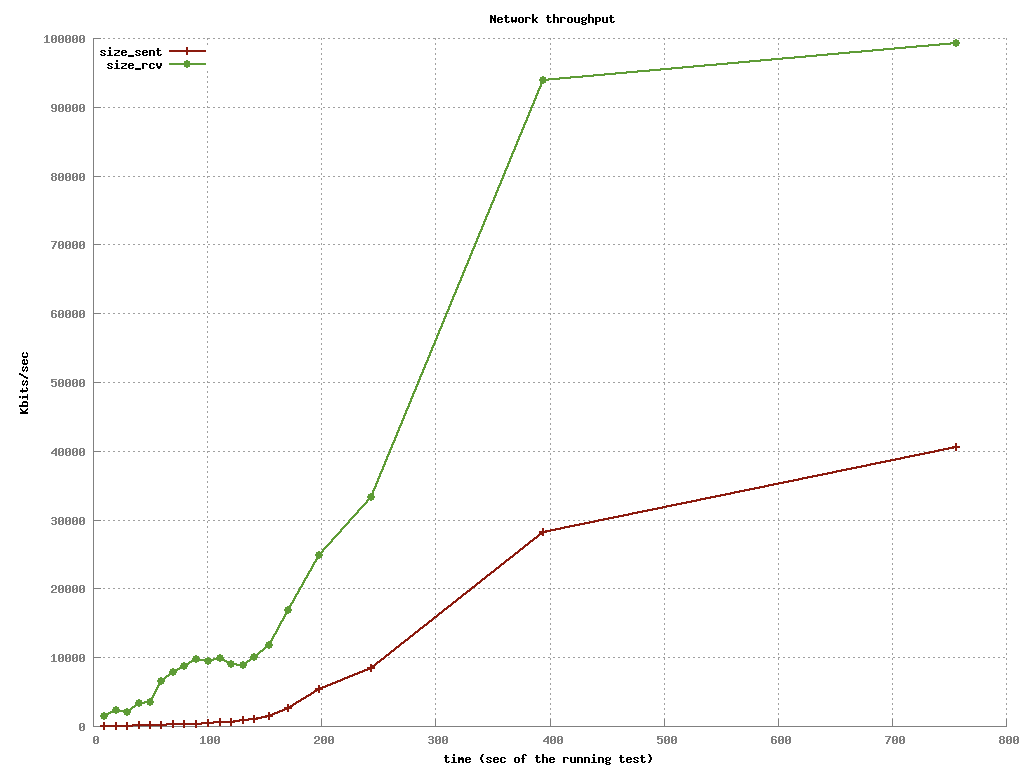 Network throughput
size_sent
size_rcv
100000
90000
80000
70000
60000
50000
40000
30000
20000
10000
0
Kbits/sec
0 100 200 300 400 500 600 700 800
time (sec of the running test)